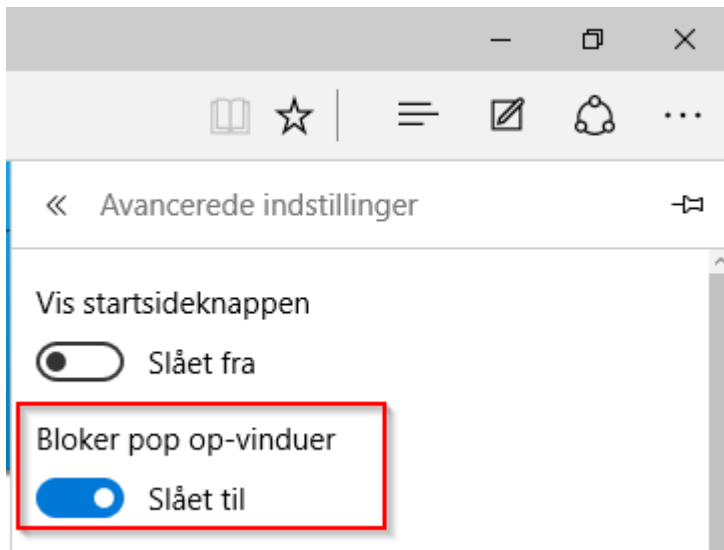 Avancerede indstillinger
Vis startsideknappen
Slået fra
Bloker pop op-vinduer
Slået til